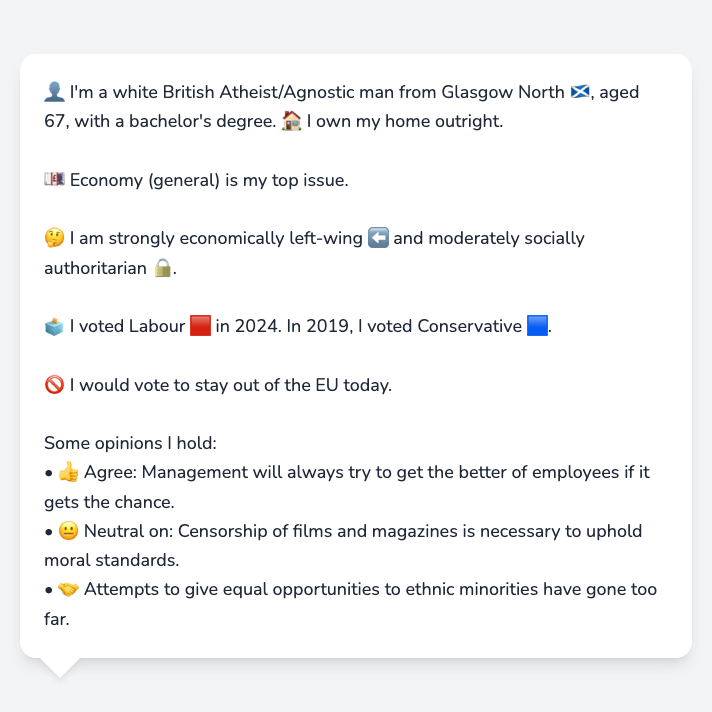 👤 I'm a white British Atheist/Agnostic man from Glasgow North 🏴󠁧󠁢󠁳󠁣󠁴󠁿, aged
67, with a bachelor's degree. 🏠 I own my home outright.
💷 Economy (general) is my top issue.
🤔 I am strongly economically left-wing ⬅️ and moderately socially
authoritarian 🔒.
🗳️ I voted Labour 🟥 in 2024. In 2019, I voted Conservative 🟦.
🚫 I would vote to stay out of the EU today.
Some opinions I hold:
• 👍 Agree: Management will always try to get the better of employees if it
gets the chance.
• 😐 Neutral on: Censorship of films and magazines is necessary to uphold
moral standards.
• 🤝 Attempts to give equal opportunities to ethnic minorities have gone too
far.